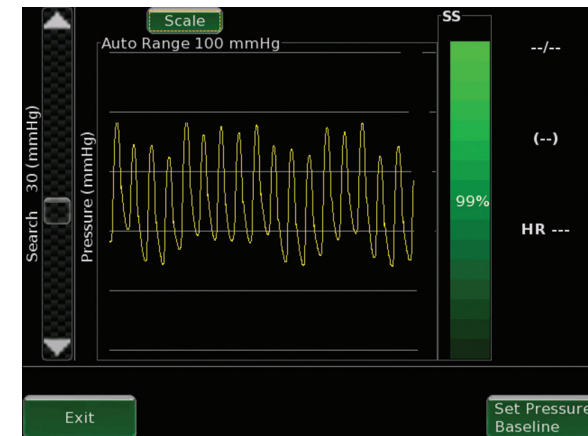 Scale
SS
Auto Range 100 mmHg
--/--
(--)
HR ---
99%
Search 30 (mmHg)
Pressure (mmHg)
Exit
Set Pressure
Baseline